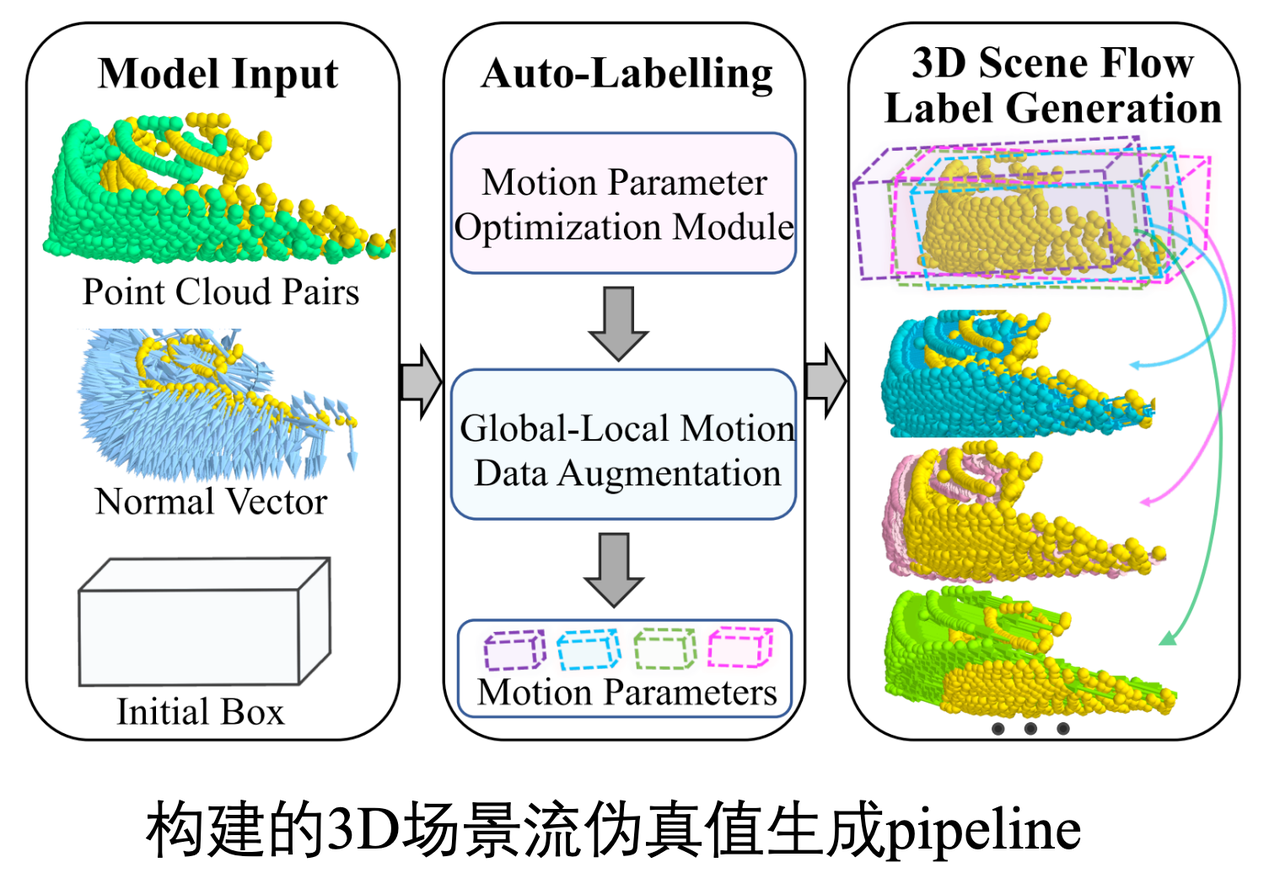 Model Input
Point Cloud Pairs
Normal Vector
Initial Box
Auto-Labelling
Motion Parameter
Optimization Module
Global-Local Motion
Data Augmentation
Motion Parameters
3D Scene Flow
Label Generation
构建的3D场景流伪真值生成pipeline